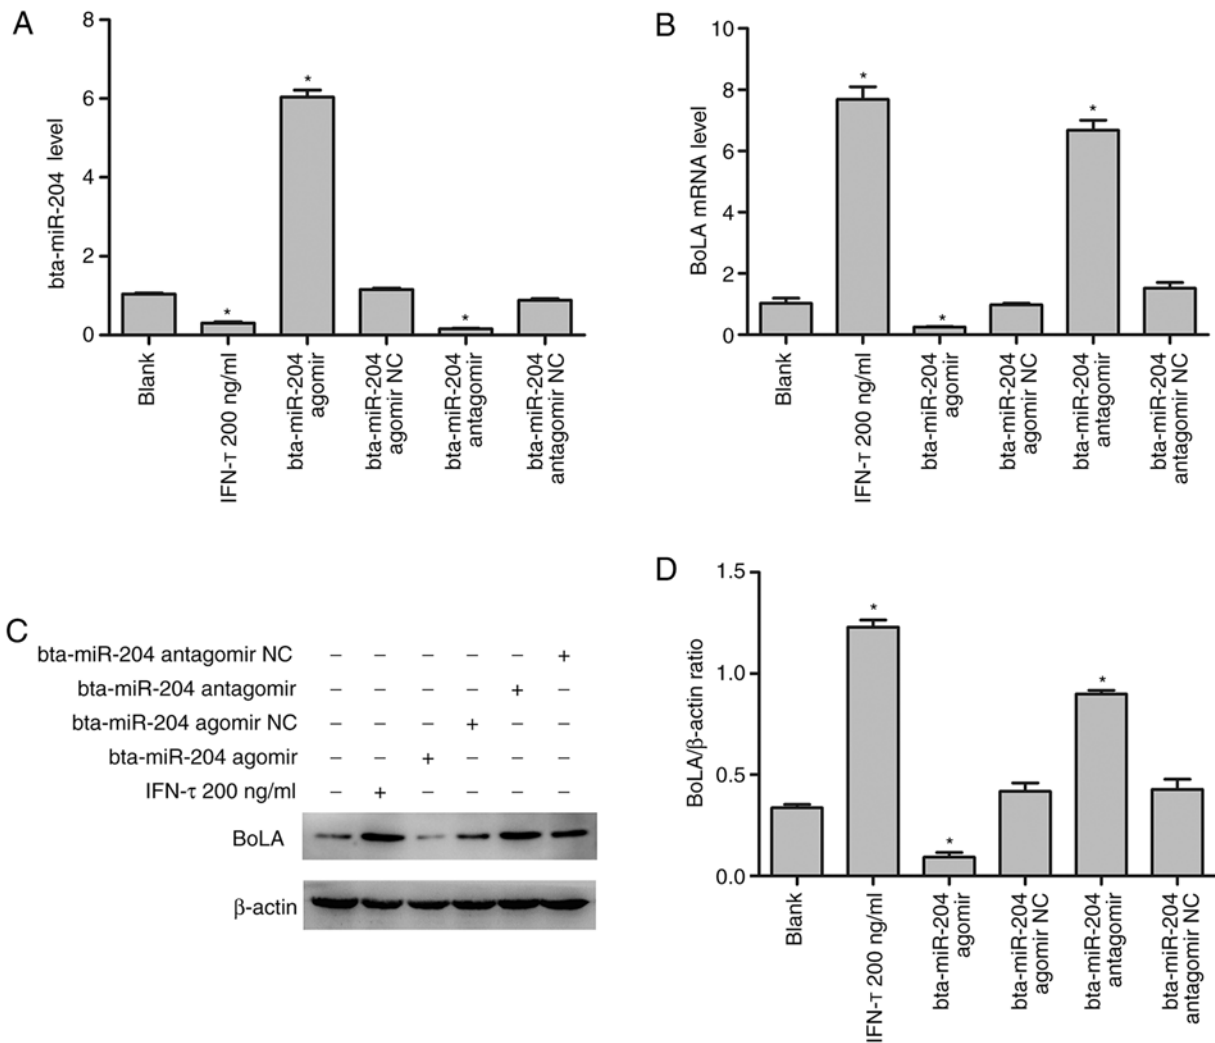 A
8
6
4
2
0
bta-miR-204 level
*
*
*
Blank
IFN-τ 200 ng/ml
bta-miR-204
agomir
bta-miR-204
agomir NC
bta-miR-204
antagomir
bta-miR-204
antagomir NC
B
10
8
6
4
2
0
BoLA mRNA level
*
*
*
Blank
IFN-τ 200 ng/ml
bta-miR-204
agomir
bta-miR-204
agomir NC
bta-miR-204
antagomir
bta-miR-204
antagomir NC
C
bta-miR-204 antagomir NC – – – – – +
bta-miR-204 antagomir – – – – + –
bta-miR-204 agomir NC – – – + – –
bta-miR-204 agomir – – + – – –
IFN-τ 200 ng/ml – + – – – –
BoLA
β-actin
D
1.5
1.0
0.5
0.0
BoLA/β-actin ratio
*
*
*
Blank
IFN-τ 200 ng/ml
bta-miR-204
agomir
bta-miR-204
agomir NC
bta-miR-204
antagomir
bta-miR-204
antagomir NC